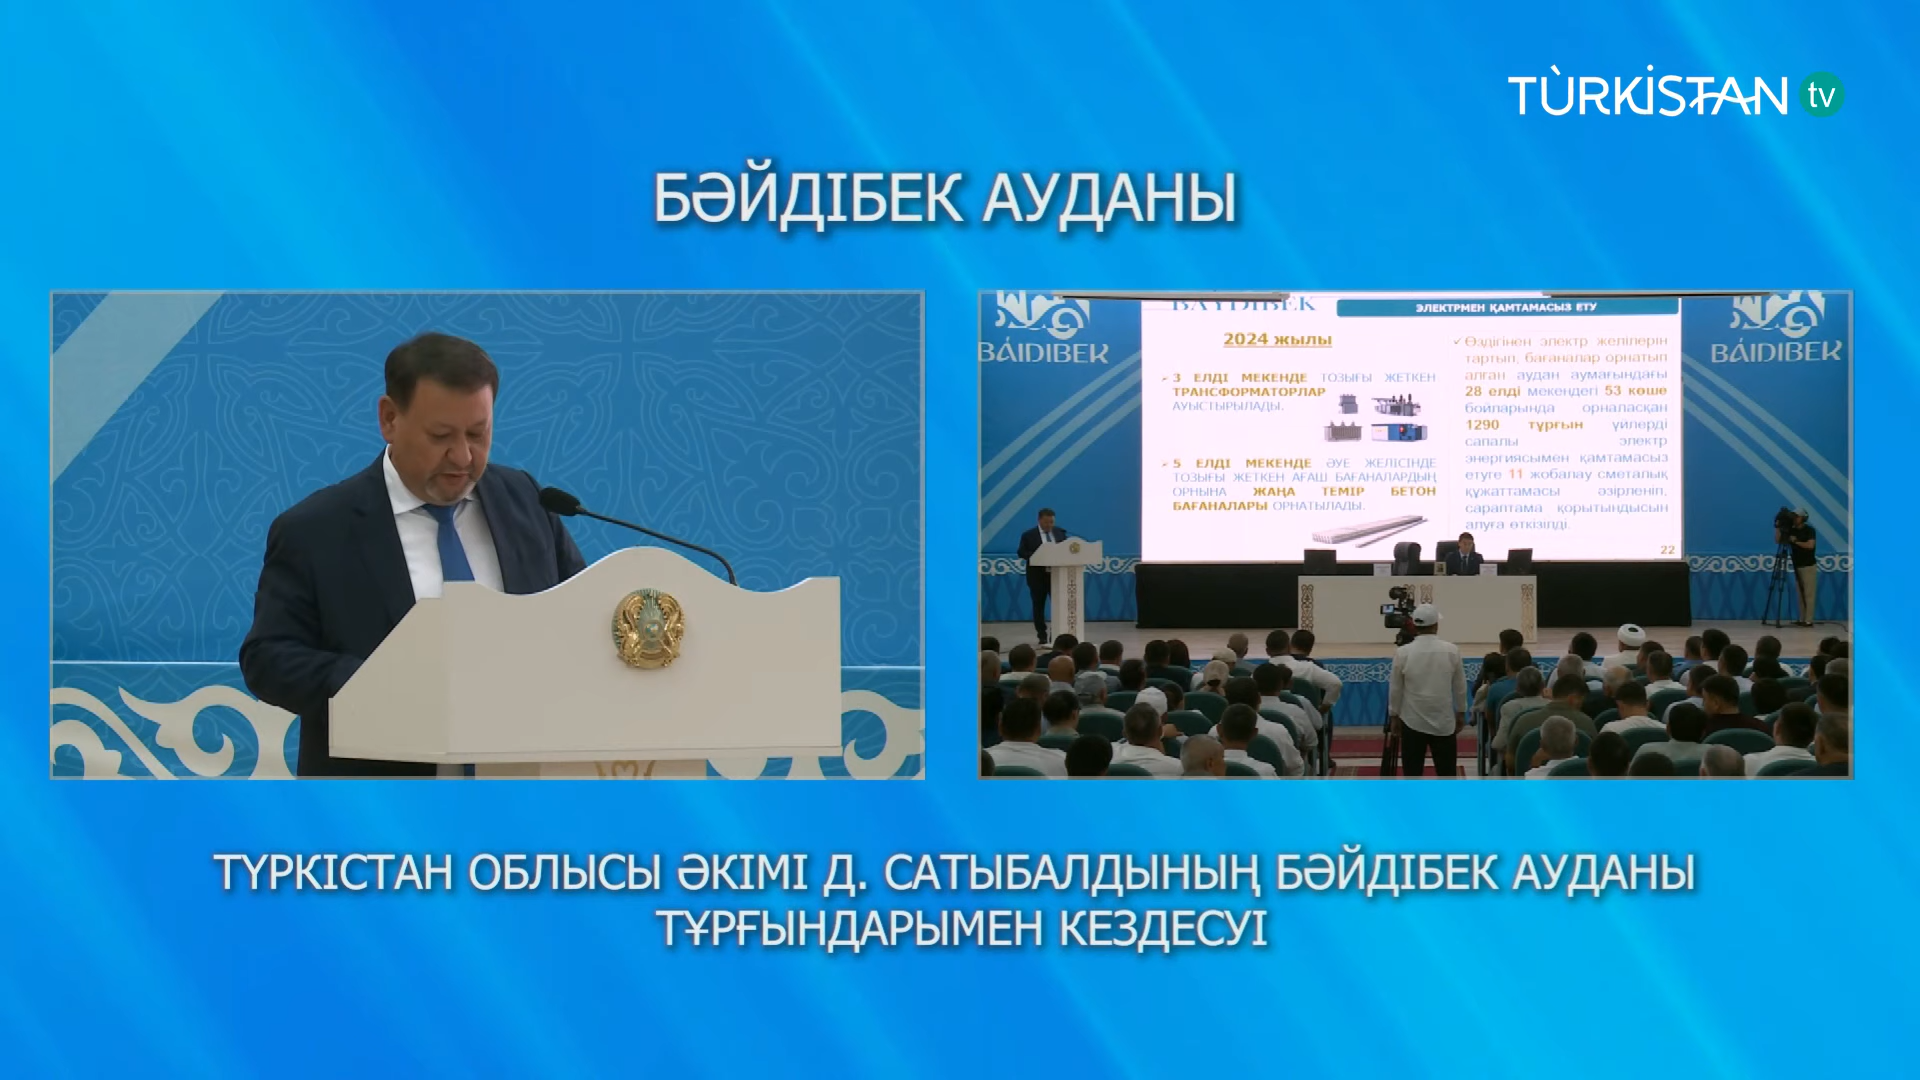 TÜRKİSTAN tv
БӘЙДІБЕК АУДАНЫ
BÁIDIBEK
BAYDIBEK
ЭЛЕКТРМЕН ҚАМТАМАСЫЗ ЕТУ
BÁIDIBEK
2024 жылы
3 ЕЛДІ МЕКЕНДЕ ТОЗЫҒЫ ЖЕТКЕН
ТРАНСФОРМАТОРЛАР
АУЫСТЫРЫЛАДЫ.
5 ЕЛДІ МЕКЕНДЕ ӘУЕ ЖЕЛІСІНДЕ
ТОЗЫҒЫ ЖЕТКЕН АҒАШ БАҒАНАЛАРДЫҢ
ОРНЫНА ЖАҢА ТЕМІР БЕТОН
БАҒАНАЛАРЫ ОРНАТЫЛАДЫ.
✓ Өздігінен электр желілерін
тартып, бағаналар орнатып
алған аудан аумағындағы
28 елді мекендегі 53 көше
бойларында орналасқан
1290 тұрғын үйлерді
сапалы электр
энергиясымен қамтамасыз
етуге 11 жобалау сметалық
құжаттамасы әзірленіп,
сараптама қорытындысын
алуға өткізілді.
22
ТҮРКІСТАН ОБЛЫСЫ ӘКІМІ Д. САТЫБАЛДЫНЫҢ БӘЙДІБЕК АУДАНЫ
ТҰРҒЫНДАРЫМЕН КЕЗДЕСУІ